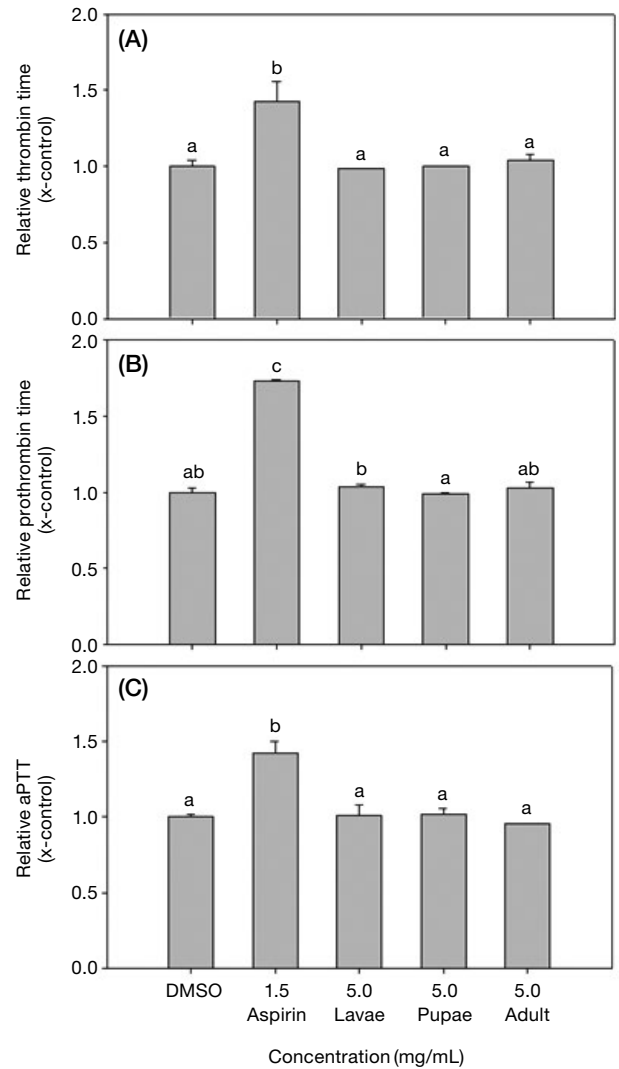 (A)
Relative thrombin time
(x-control)
2.0
1.5
1.0
0.5
0.0
a
b
a
a
a
(B)
Relative prothrombin time
(x-control)
2.0
1.5
1.0
0.5
0.0
ab
c
b
a
ab
(C)
Relative aPTT
(x-control)
2.0
1.5
1.0
0.5
0.0
a
b
a
a
a
DMSO 1.5 5.0 5.0 5.0
Aspirin Lavae Pupae Adult
Concentration (mg/mL)